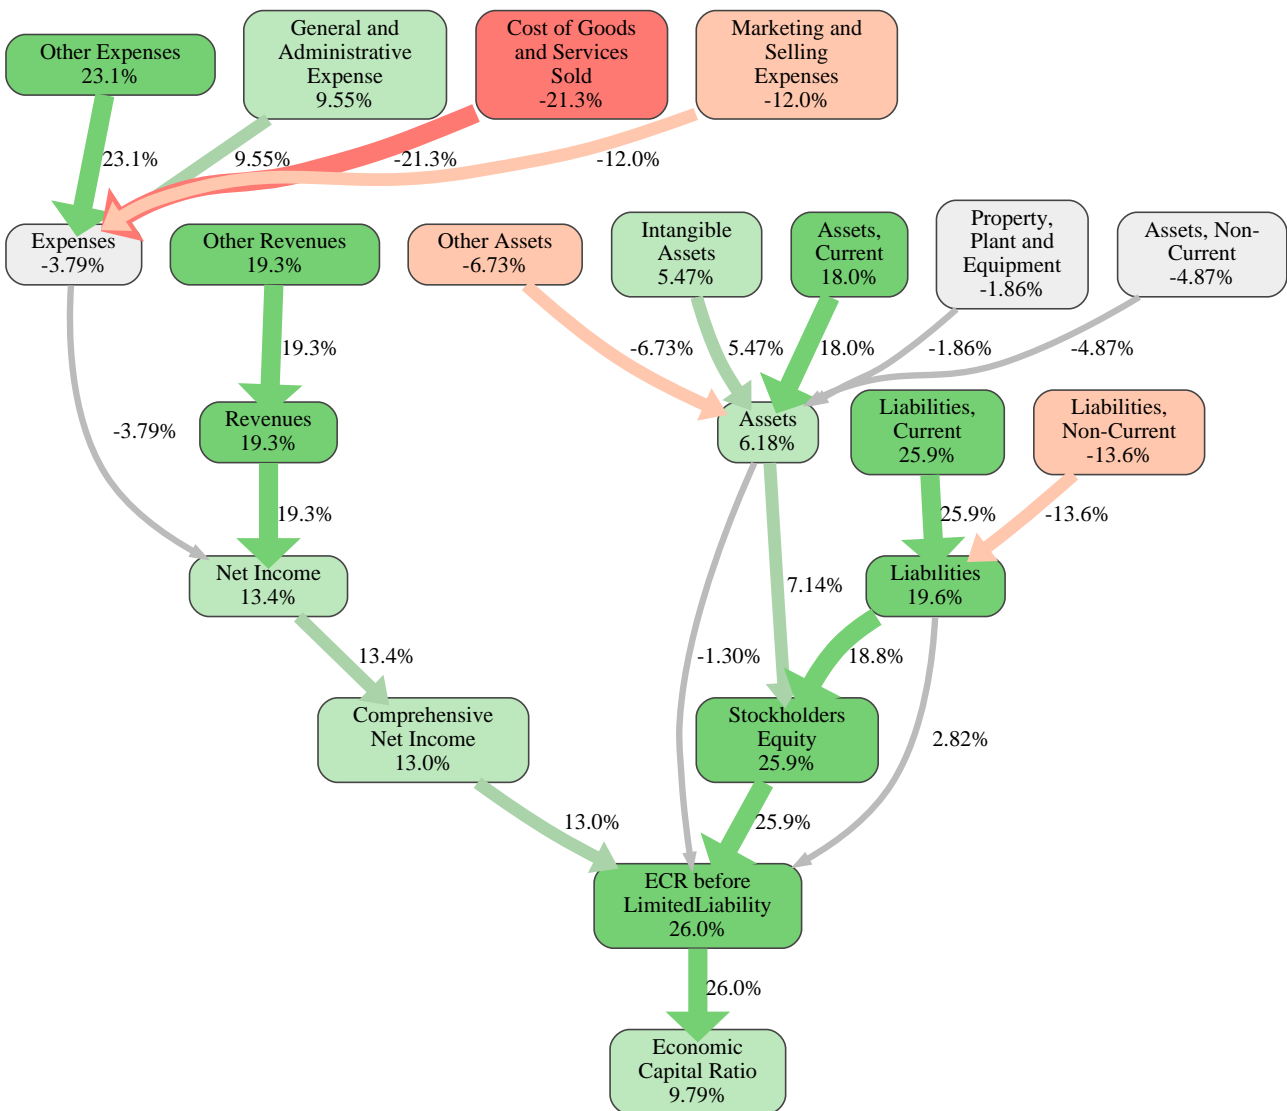 Other Expenses
23.1%
General and
Administrative
Expense
9.55%
Cost of Goods
and Services
Sold
-21.3%
Marketing and
Selling
Expenses
-12.0%
23.1%
9.55%
-21.3%
-12.0%
Expenses
-3.79%
Other Revenues
19.3%
Other Assets
-6.73%
Intangible
Assets
5.47%
Assets,
Current
18.0%
Property,
Plant and
Equipment
-1.86%
Assets, Non-
Current
-4.87%
19.3%
-6.73%
5.47%
18.0%
-1.86%
-4.87%
-3.79%
Revenues
19.3%
Assets
6.18%
Liabilities,
Current
25.9%
Liabilities,
Non-Current
-13.6%
19.3%
25.9%
-13.6%
Net Income
13.4%
7.14%
Liabilities
19.6%
13.4%
-1.30%
18.8%
Comprehensive
Net Income
13.0%
Stockholders
Equity
25.9%
2.82%
13.0%
25.9%
ECR before
LimitedLiability
26.0%
26.0%
Economic
Capital Ratio
9.79%